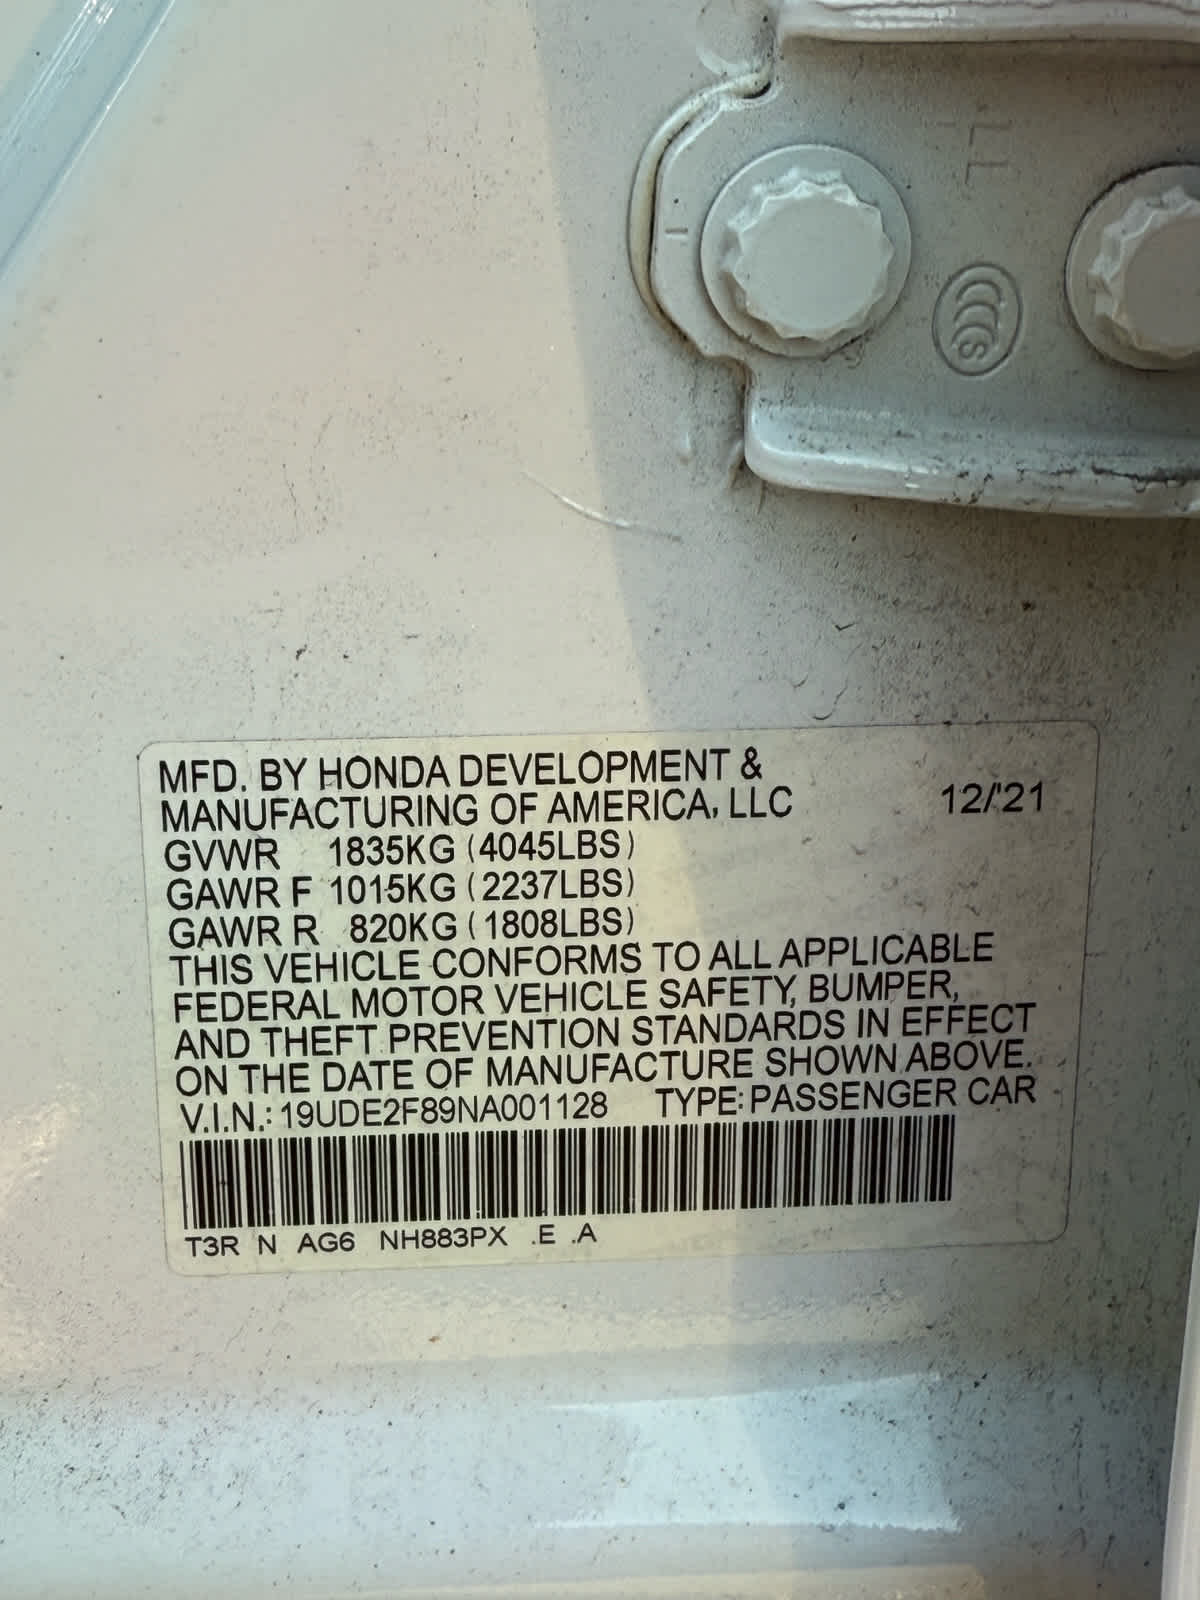 LL
I
CCCS
MFD. BY HONDA DEVELOPMENT &
MANUFACTURING OF AMERICA, LLC 12/'21
GVWR 1835KG (4045LBS)
GAWR F 1015KG (2237LBS)
GAWR R 820KG (1808LBS)
THIS VEHICLE CONFORMS TO ALL APPLICABLE
FEDERAL MOTOR VEHICLE SAFETY, BUMPER,
AND THEFT PREVENTION STANDARDS IN EFFECT
ON THE DATE OF MANUFACTURE SHOWN ABOVE.
V.I.N.: 19UDE2F89NA001128 TYPE: PASSENGER CAR
T3R N AG6 NH883PX .E .A